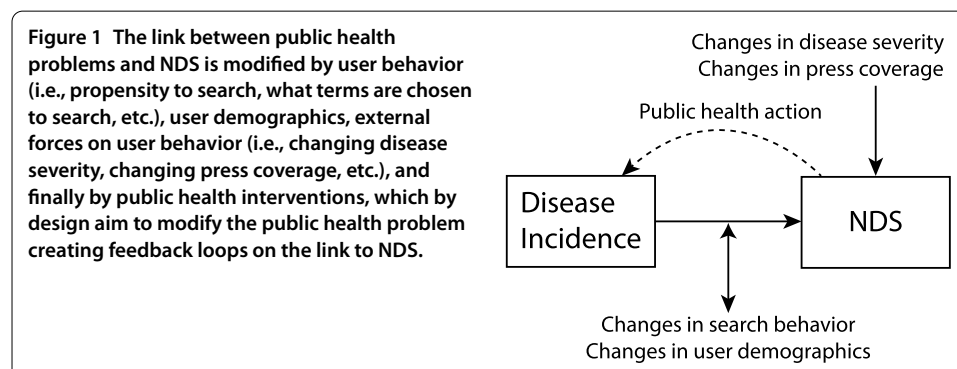 Figure 1 The link between public health
problems and NDS is modified by user behavior
(i.e., propensity to search, what terms are chosen
to search, etc.), user demographics, external
forces on user behavior (i.e., changing disease
severity, changing press coverage, etc.), and
finally by public health interventions, which by
design aim to modify the public health problem
creating feedback loops on the link to NDS.
Changes in disease severity
Changes in press coverage
Public health action
Disease
Incidence
NDS
Changes in search behavior
Changes in user demographics